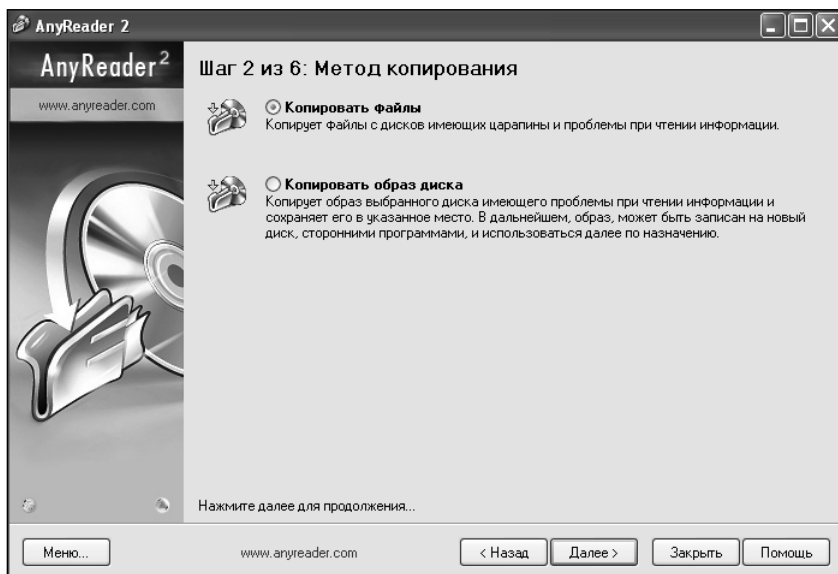 AnyReader 2
AnyReader2
www.anyreader.com
Шаг 2 из 6: Метод копирования
Копировать файлы
Копирует файлы с дисков имеющих царапины и проблемы при чтении информации.
Копировать образ диска
Копирует образ выбранного диска имеющего проблемы при чтении информации и
сохраняет его в указанное место. В дальнейшем, образ, может быть записан на новый
диск, сторонними программами, и использоваться далее по назначению.
Нажмите далее для продолжения...
Меню...
www.anyreader.com
< Назад
Далее >
Закрыть
Помощь